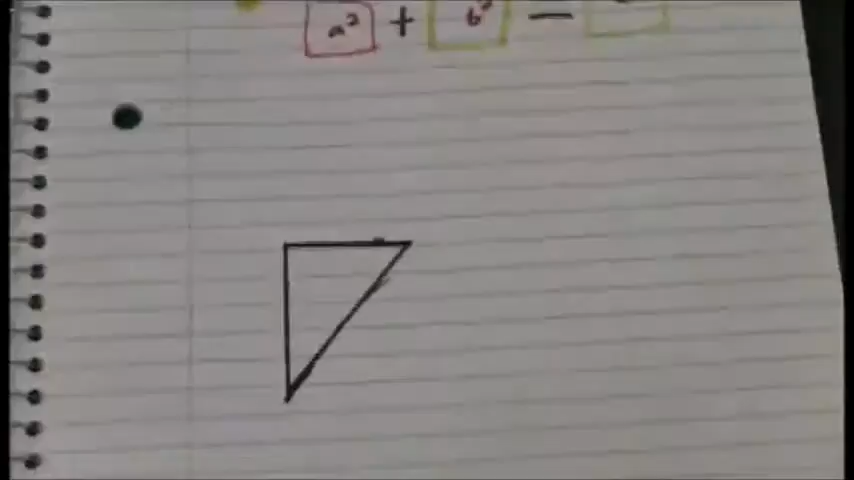 a² + b² =